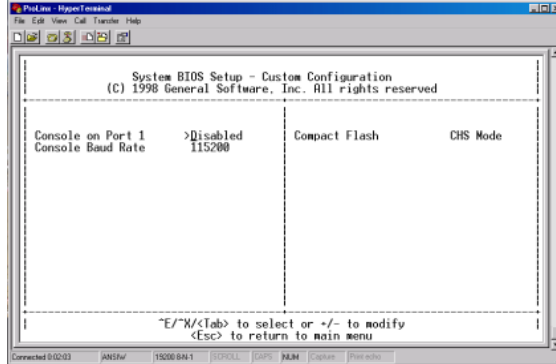 ProLinx - HyperTerminal
File Edit View Call Transfer Help
System BIOS Setup - Custom Configuration
(C) 1998 General Software, Inc. All rights reserved
Console on Port 1 >Disabled Compact Flash CHS Mode
Console Baud Rate 115200
^E/^X/<Tab> to select or +/- to modify
<Esc> to return to main menu
Connected 0:02:03 ANSIW 19200 8-N-1 SCROLL CAPS NUM Capture Print echo